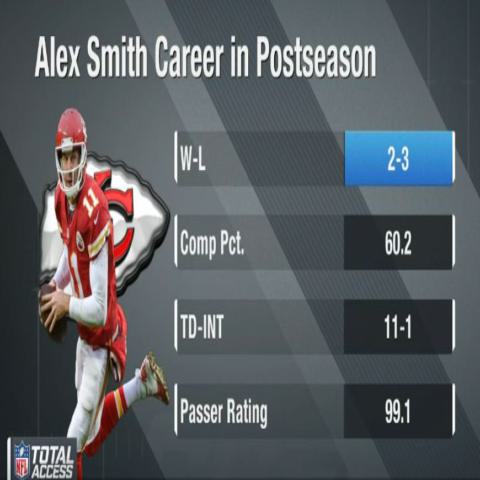 Alex Smith Career in Postseason
W-L 2-3
Comp Pct. 60.2
TD-INT 11-1
Passer Rating 99.1
11
NFL
TOTAL
ACCESS